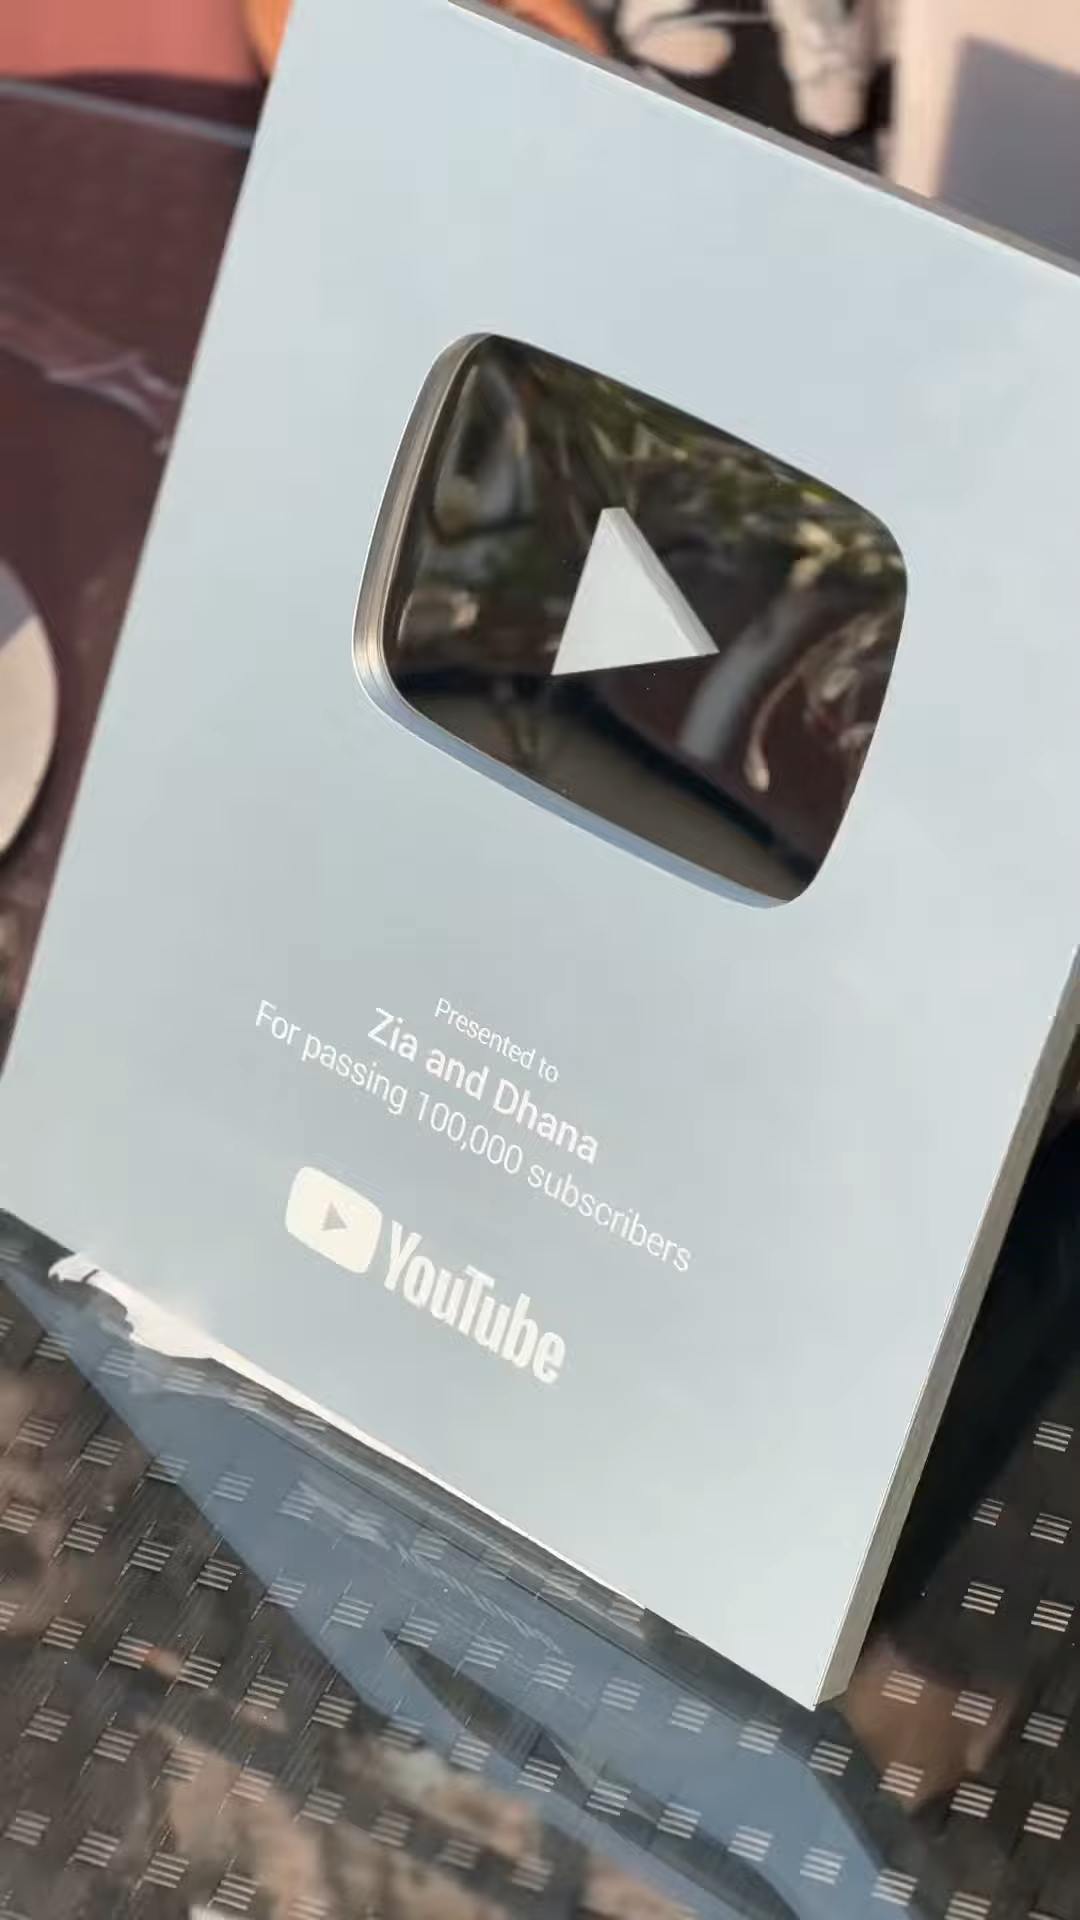 Presented to
Zia and Dhana
For passing 100,000 subscribers
YouTube